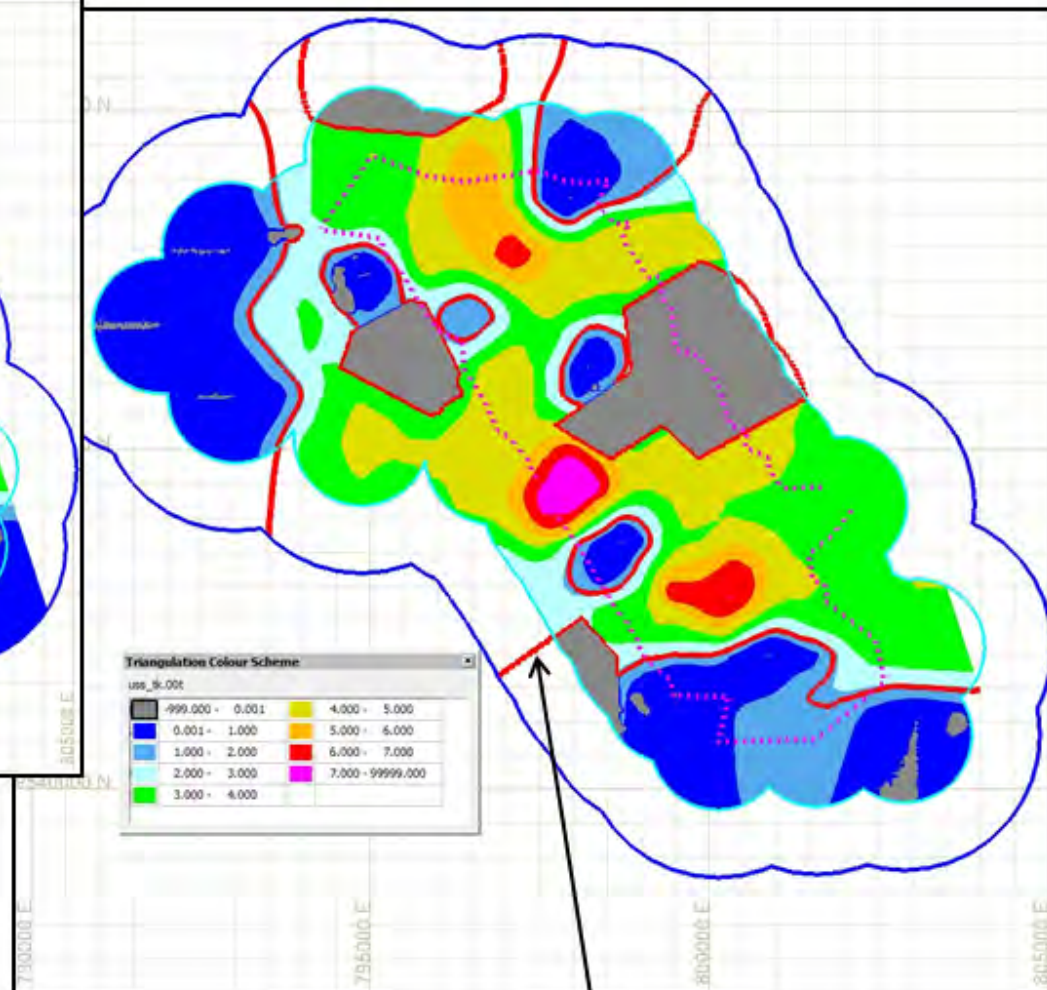 Triangulation Colour Scheme
uss_tk.00t
-999.000 - 0.001 4.000 - 5.000
0.001 - 1.000 5.000 - 6.000
1.000 - 2.000 6.000 - 7.000
2.000 - 3.000 7.000 - 99999.000
3.000 - 4.000
805000 E
2540000 N
790000 E
795000 E
800000 E
805000 E